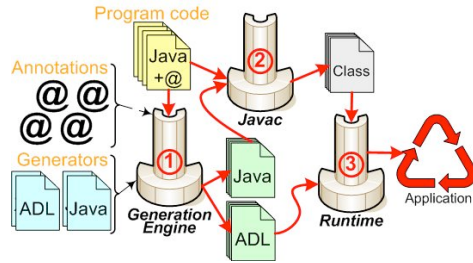 Program code
Java
+@
Annotations
@ @
@ @
Generators
ADL
Java
1
Generation
Engine
2
Javac
Java
ADL
Class
3
Runtime
Application